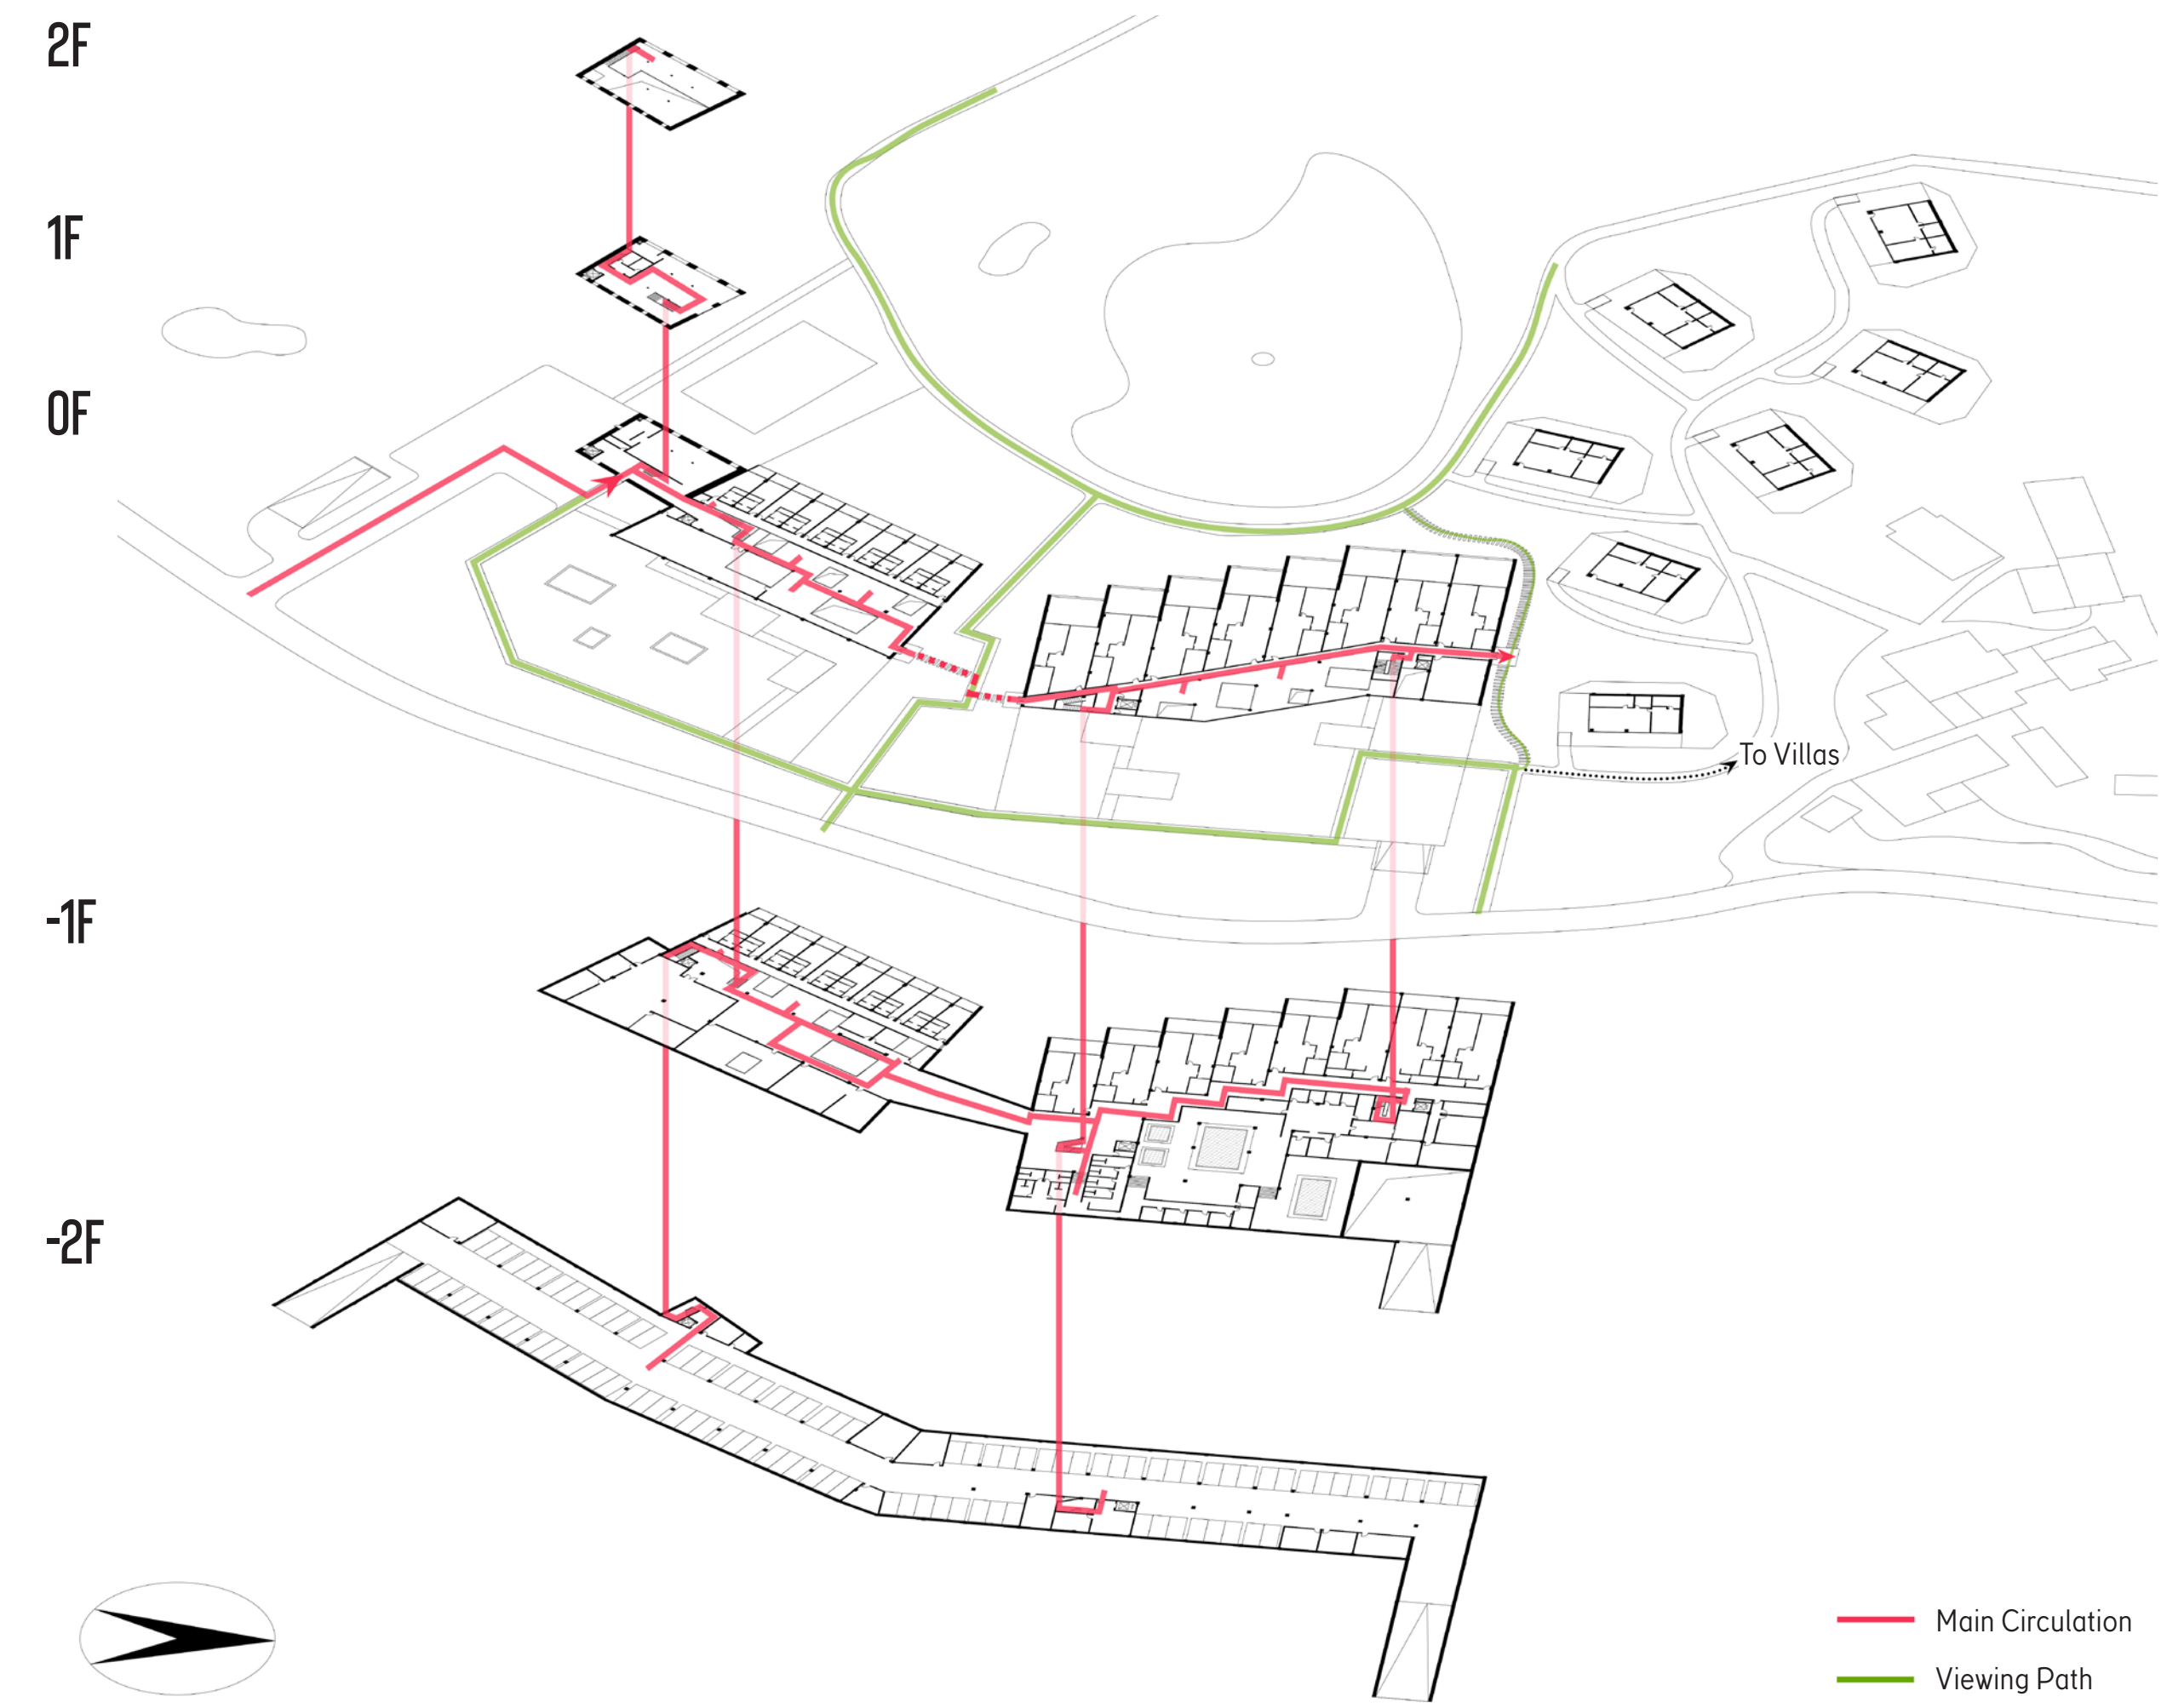 2F
1F
0F
To Villas
-1F
-2F
Main Circulation
Viewing Path